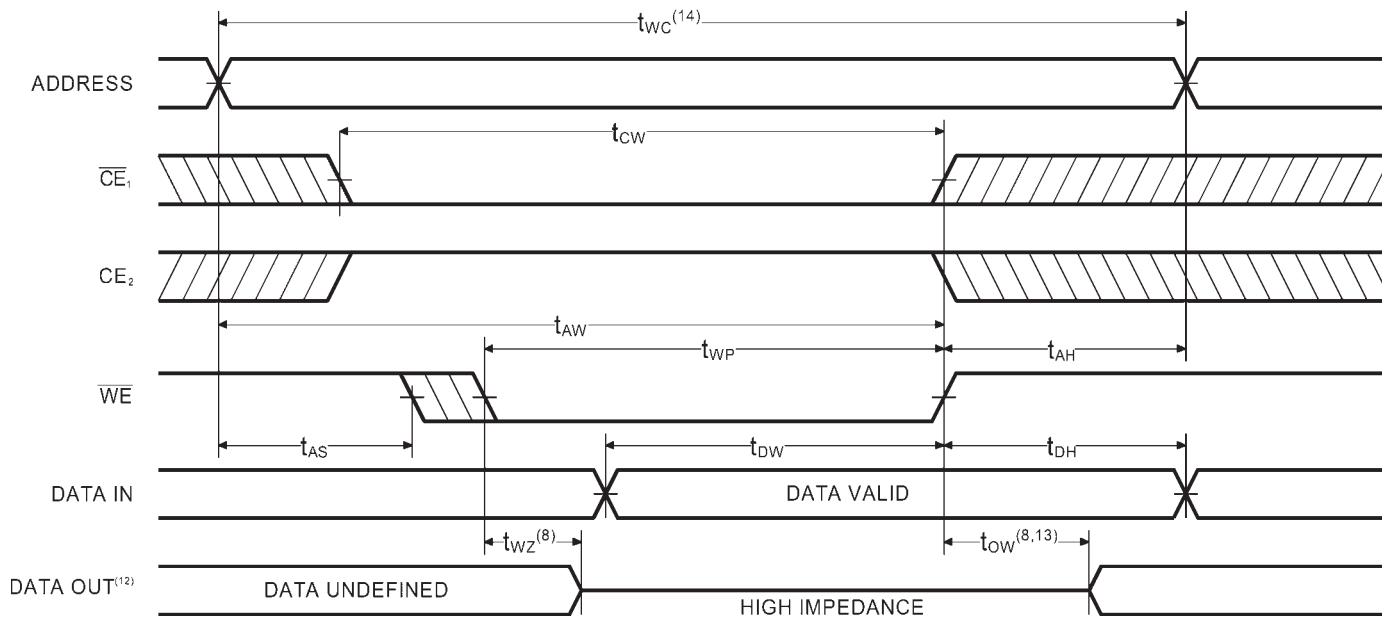 tWC(14)
ADDRESS
tCW
CE1
CE2
tAW
tWP
tAH
WE
tAS
tDW
tDH
DATA IN
DATA VALID
tWZ(8)
tOW(8,13)
DATA OUT(12)
DATA UNDEFINED
HIGH IMPEDANCE